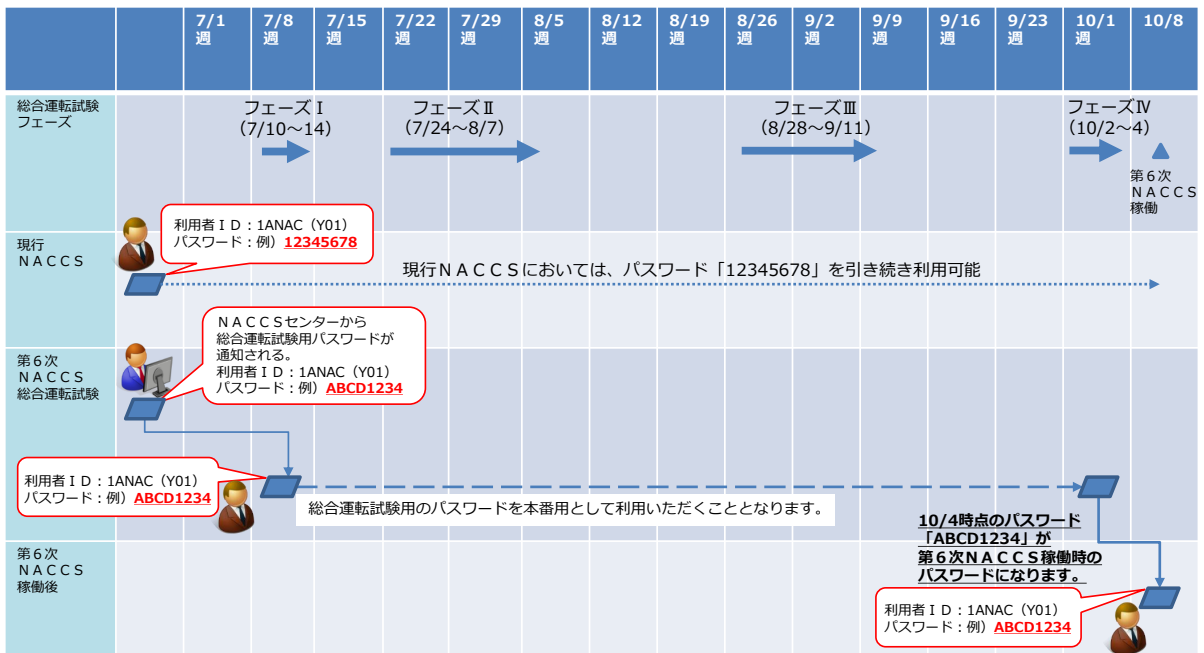 7/1
週
7/8
週
7/15
週
7/22
週
7/29
週
8/5
週
8/12
週
8/19
週
8/26
週
9/2
週
9/9
週
9/16
週
9/23
週
10/1
週
10/8
総合運転試験
フェーズ
フェーズⅠ
(7/10～14)
フェーズⅡ
(7/24～8/7)
フェーズⅢ
(8/28～9/11)
フェーズⅣ
(10/2～4)
第６次
ＮＡＣＣＳ
稼働
現行
ＮＡＣＣＳ
利用者ＩＤ：1ANAC（Y01）
パスワード：例）12345678
現行ＮＡＣＣＳにおいては、パスワード「12345678」を引き続き利用可能
第６次
ＮＡＣＣＳ
総合運転試験
ＮＡＣＣＳセンターから
総合運転試験用パスワードが
通知される。
利用者ＩＤ：1ANAC（Y01）
パスワード：例）ABCD1234
利用者ＩＤ：1ANAC（Y01）
パスワード：例）ABCD1234
総合運転試験用のパスワードを本番用として利用いただくこととなります。
10/4時点のパスワード
「ABCD1234」が
第６次ＮＡＣＣＳ稼働時の
パスワードになります。
第６次
ＮＡＣＣＳ
稼働後
利用者ＩＤ：1ANAC（Y01）
パスワード：例）ABCD1234